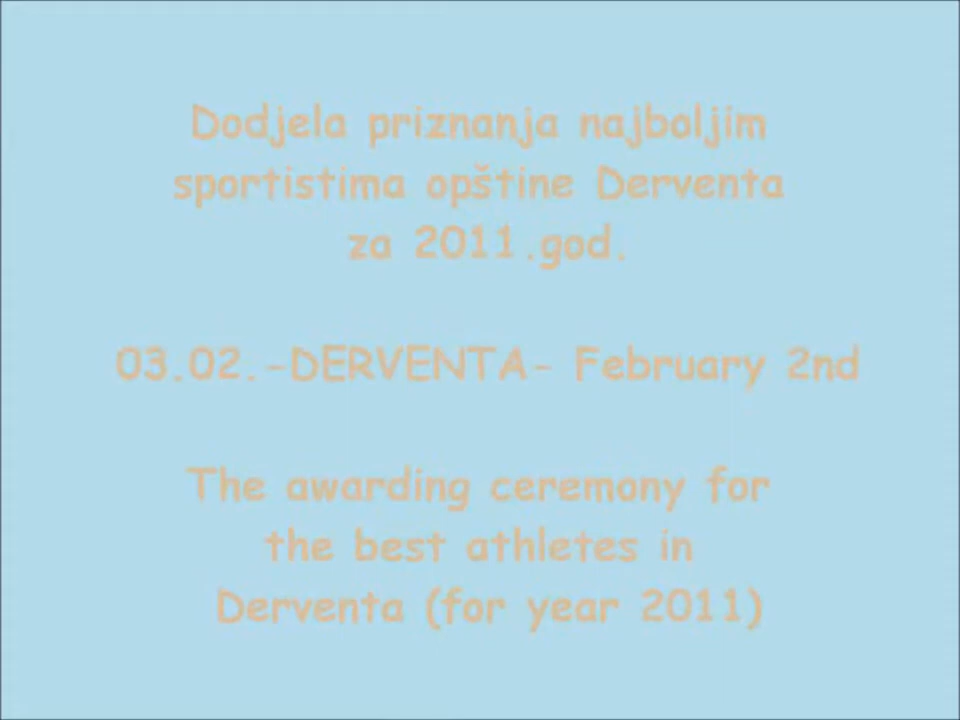 Dodjela priznanja najboljim
sportistima opštine Derventa
za 2011.god.
03.02.-DERVENTA- February 2nd
The awarding ceremony for
the best athletes in
Derventa (for year 2011)